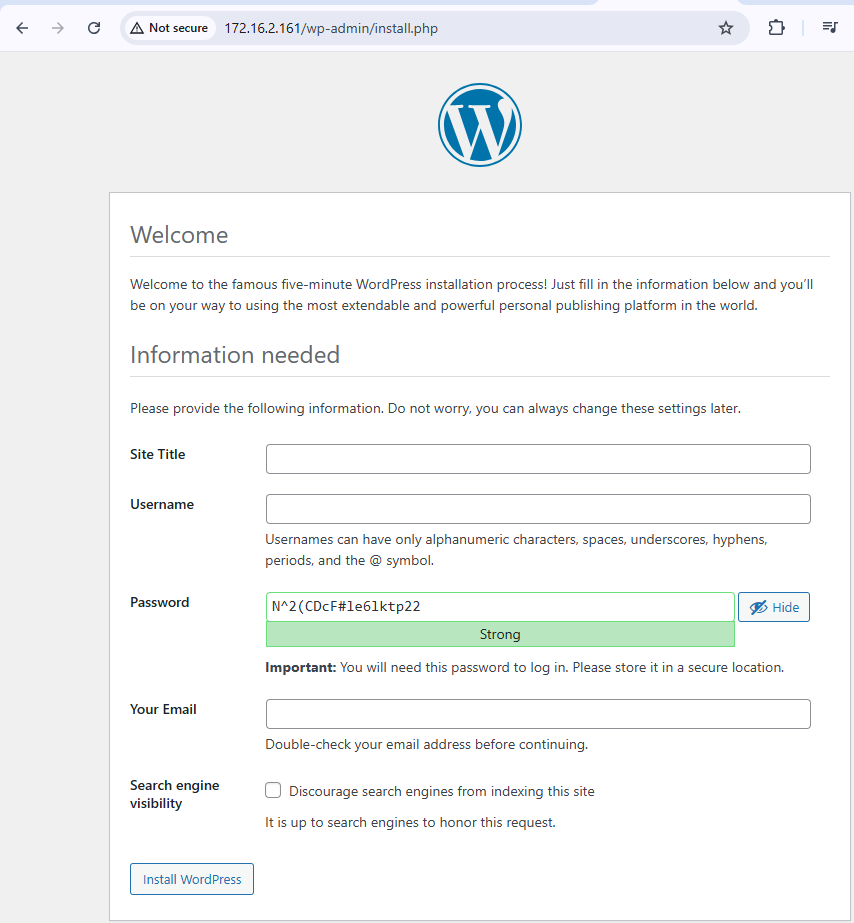 Not secure 172.16.2.161/wp-admin/install.php
Welcome
Welcome to the famous five-minute WordPress installation process! Just fill in the information below and you’ll
be on your way to using the most extendable and powerful personal publishing platform in the world.
Information needed
Please provide the following information. Do not worry, you can always change these settings later.
Site Title
Username
Usernames can have only alphanumeric characters, spaces, underscores, hyphens,
periods, and the @ symbol.
Password
N^2(CDcF#le6lktp22
Hide
Strong
Important: You will need this password to log in. Please store it in a secure location.
Your Email
Double-check your email address before continuing.
Search engine
visibility
Discourage search engines from indexing this site
It is up to search engines to honor this request.
Install WordPress